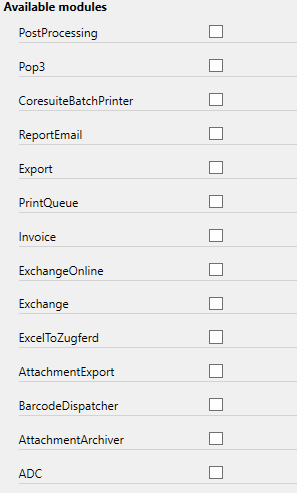 Available modules
PostProcessing
Pop3
CoresuiteBatchPrinter
ReportEmail
Export
PrintQueue
Invoice
ExchangeOnline
Exchange
ExcelToZugferd
AttachmentExport
BarcodeDispatcher
AttachmentArchiver
ADC